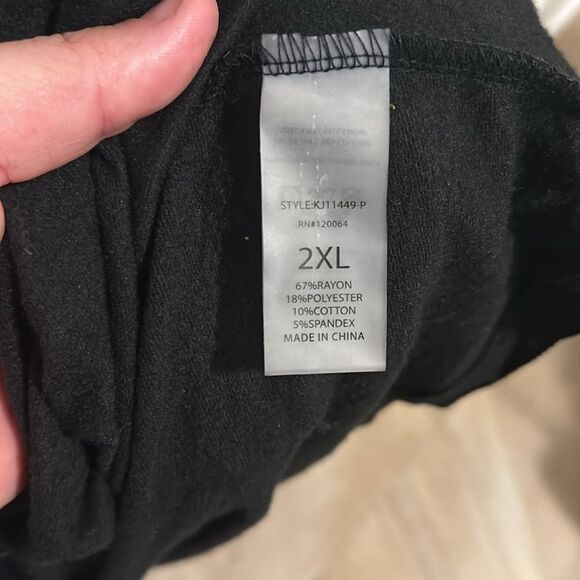 STYLE:KJ11449-P
RN#120064
2XL
67%RAYON
18%POLYESTER
10%COTTON
5%SPANDEX
MADE IN CHINA